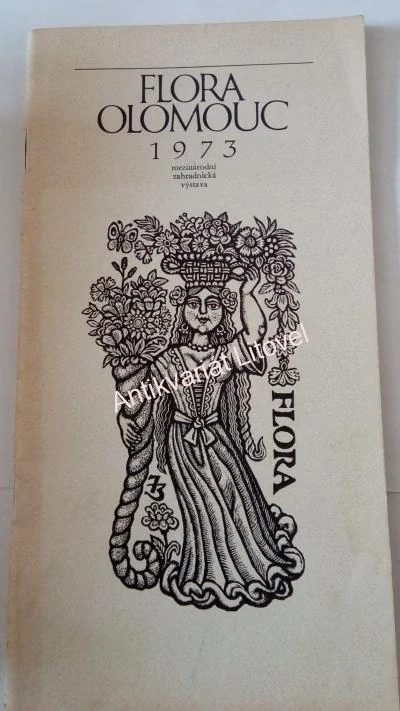 FLORA
OLOMOUC
1973
mezinárodní
zahradnická
výstava
Antikvariát Litovel
FLORA
73